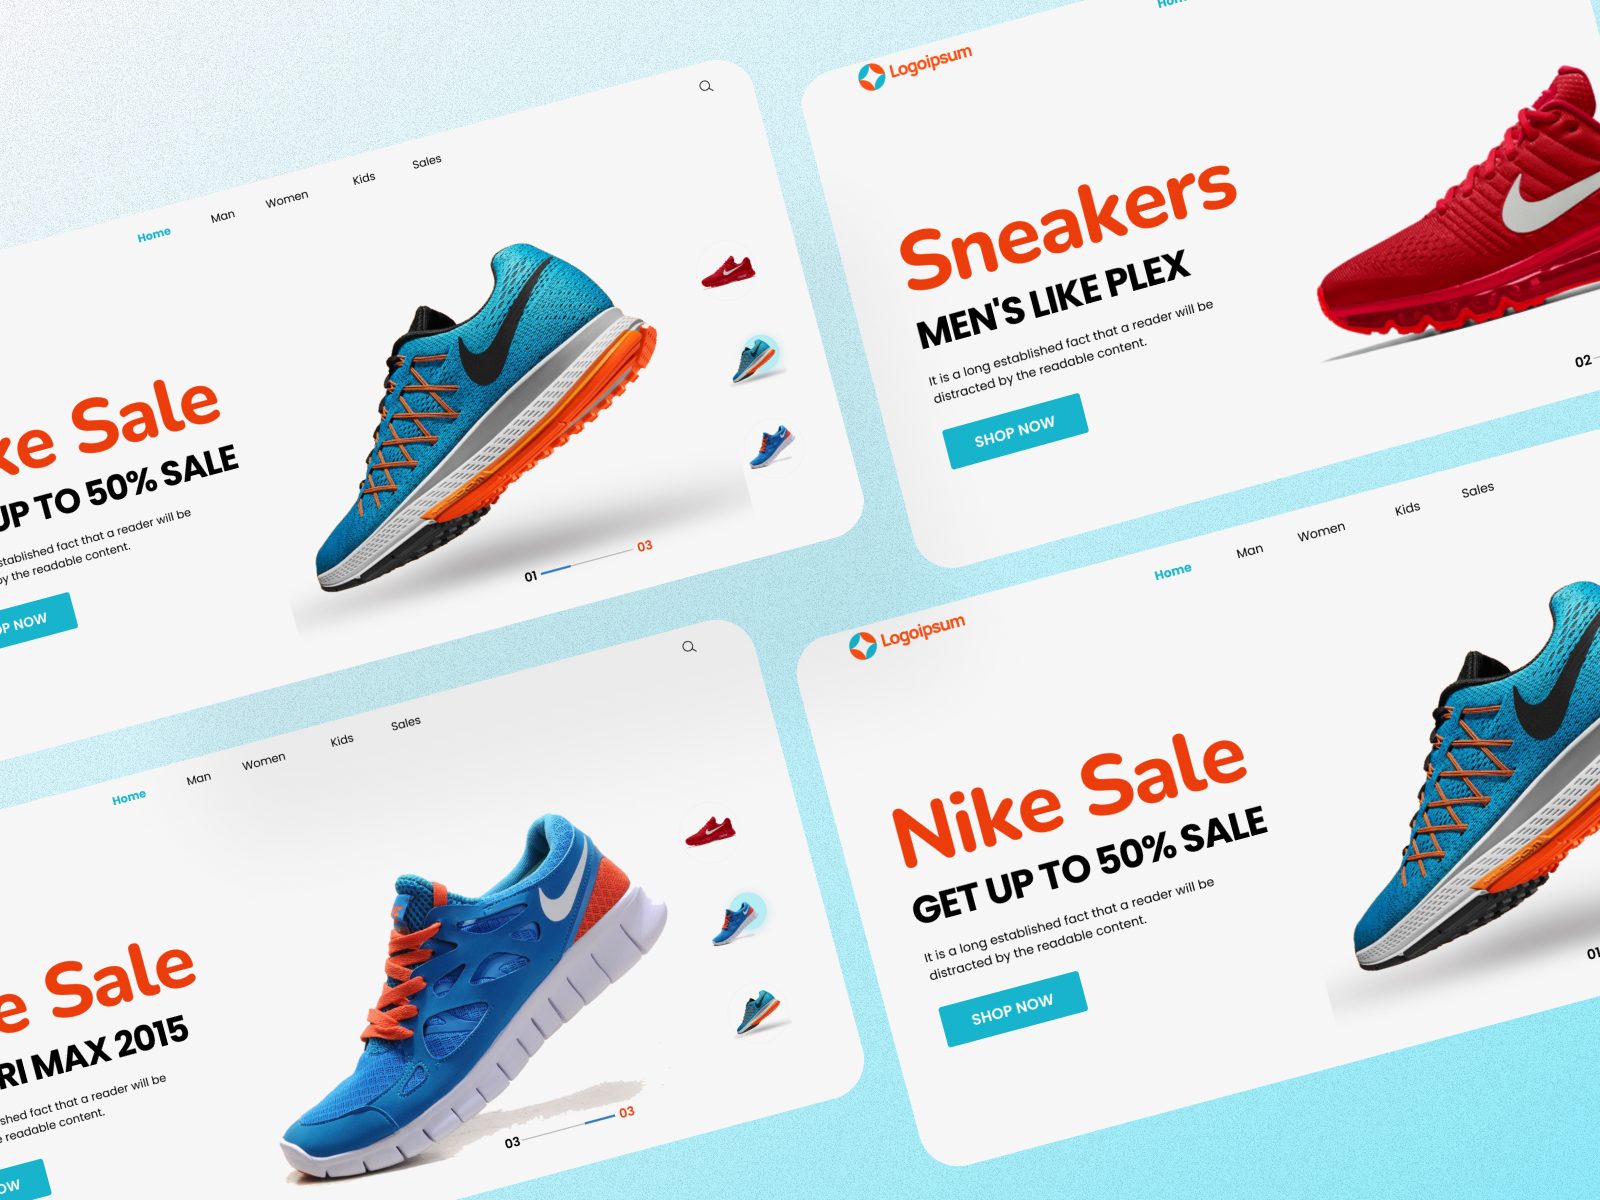 Home
Man
Women
Kids
Sales
ke Sale
UP TO 50% SALE
stablished fact that a reader will be
by the readable content.
OP NOW
01
03
Logoipsum
Sneakers
MEN'S LIKE PLEX
It is a long established fact that a reader will be
distracted by the readable content.
SHOP NOW
02
Home
Man
Women
Kids
Sales
e Sale
RI MAX 2015
shed fact that a reader will be
e readable content.
OW
03
03
Home
Man
Women
Kids
Sales
Logoipsum
Nike Sale
GET UP TO 50% SALE
It is a long established fact that a reader will be
distracted by the readable content.
SHOP NOW
01